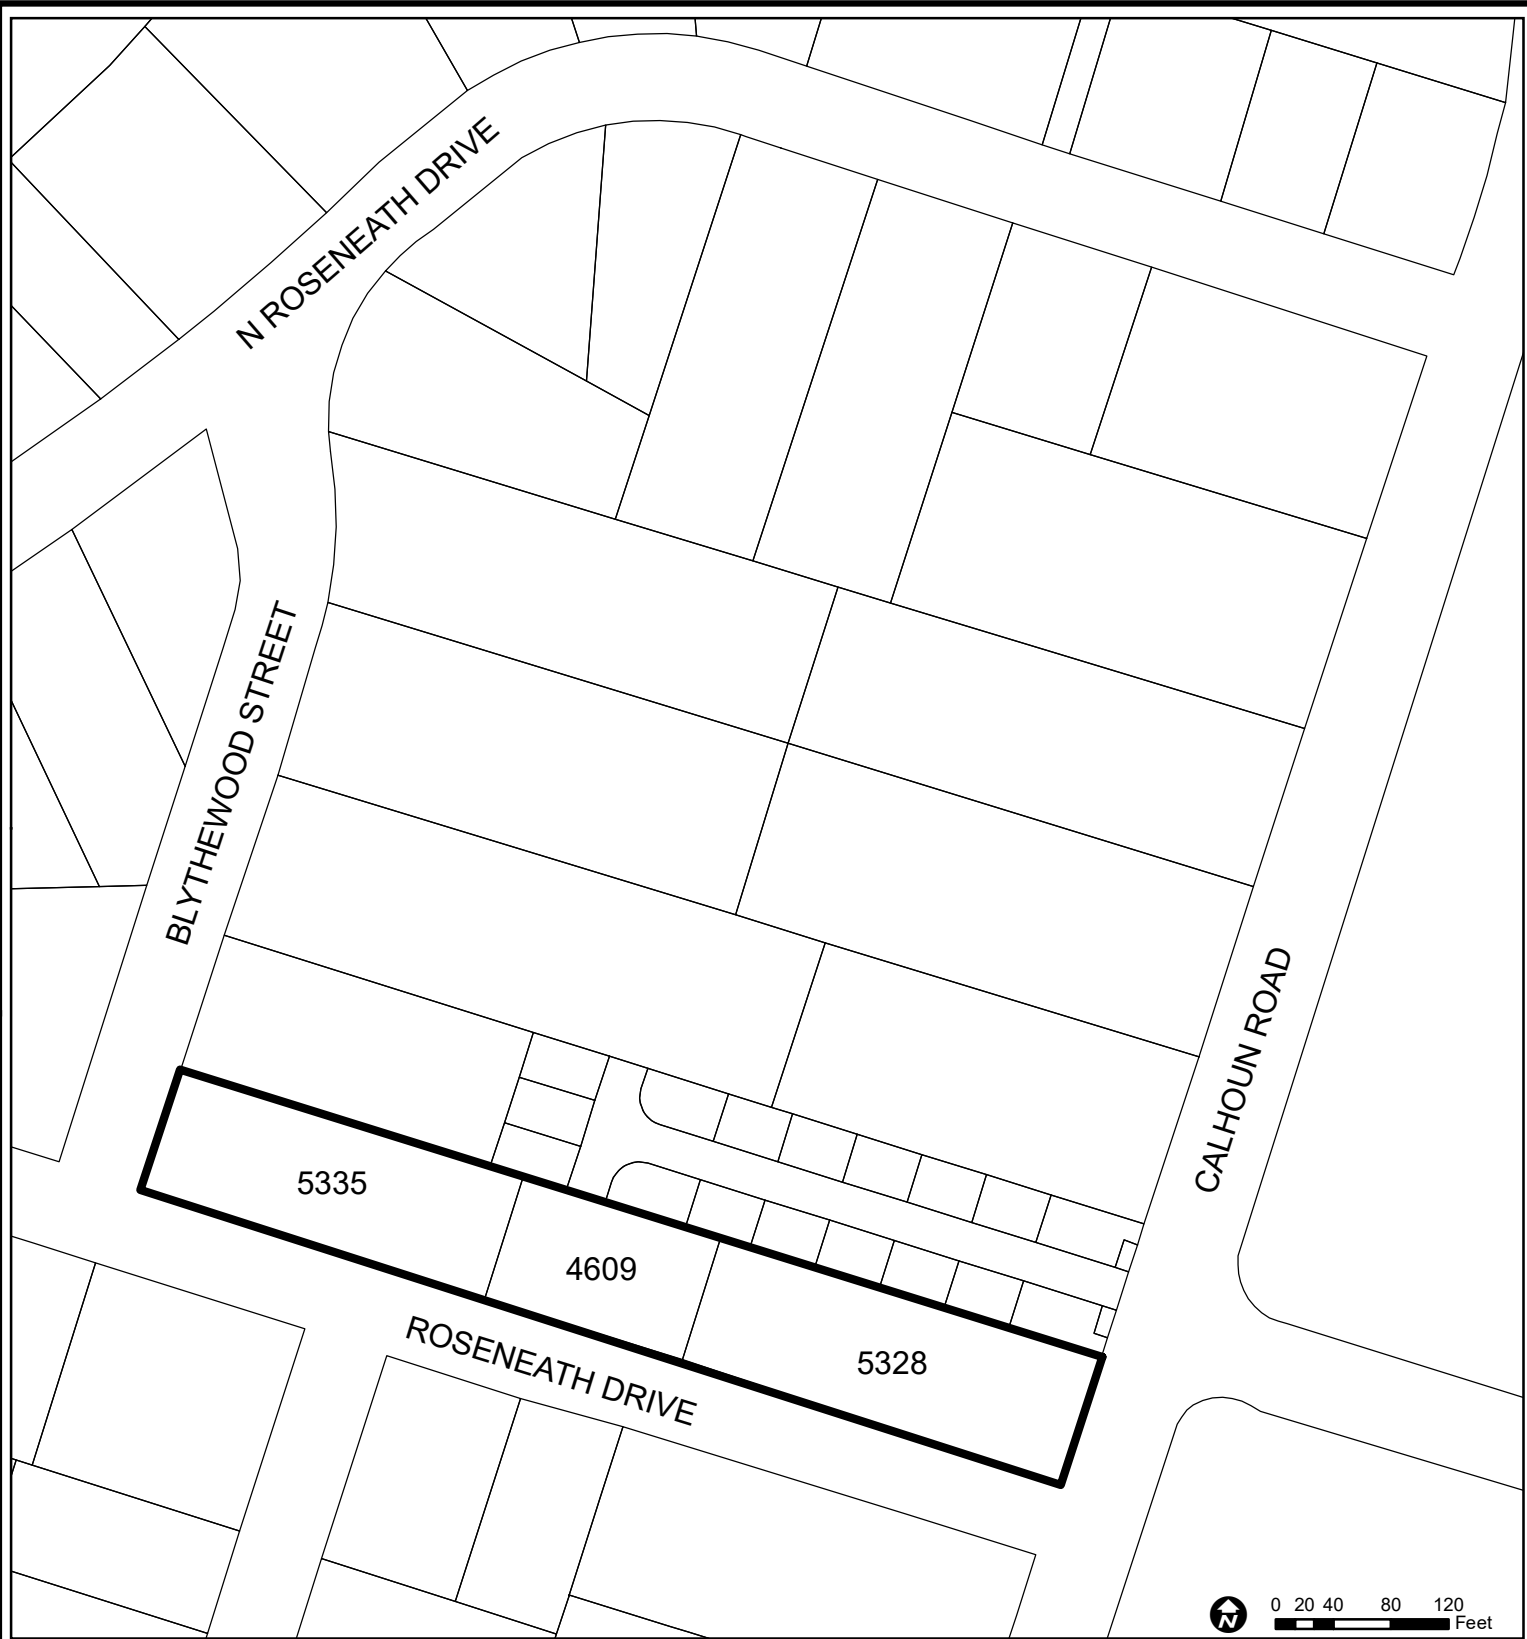 N ROSENEATH DRIVE
BLYTHEWOOD STREET
CALHOUN ROAD
5335
4609
5328
ROSENEATH DRIVE
N
0 20 40 80 120
Feet